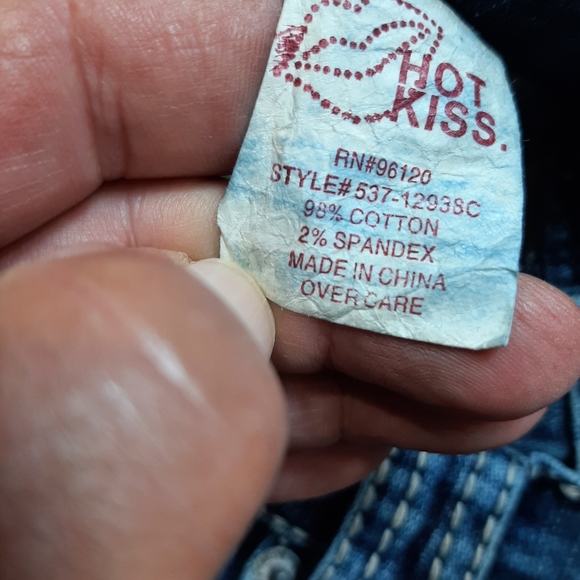 HOT
KISS.
RN#96120
STYLE# 537-1293SC
98% COTTON
2% SPANDEX
MADE IN CHINA
OVER CARE